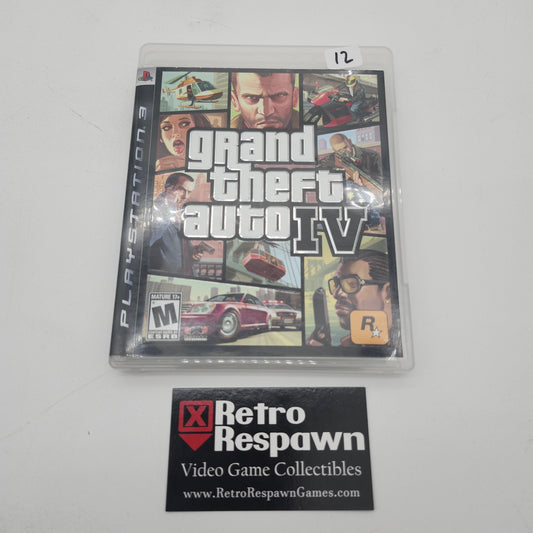 12
PLAYSTATION 3
grand
theft
auto IV
MATURE 17+
M
ESRB
R
Retro
Respawn
Video Game Collectibles
www.RetroRespawnGames.com